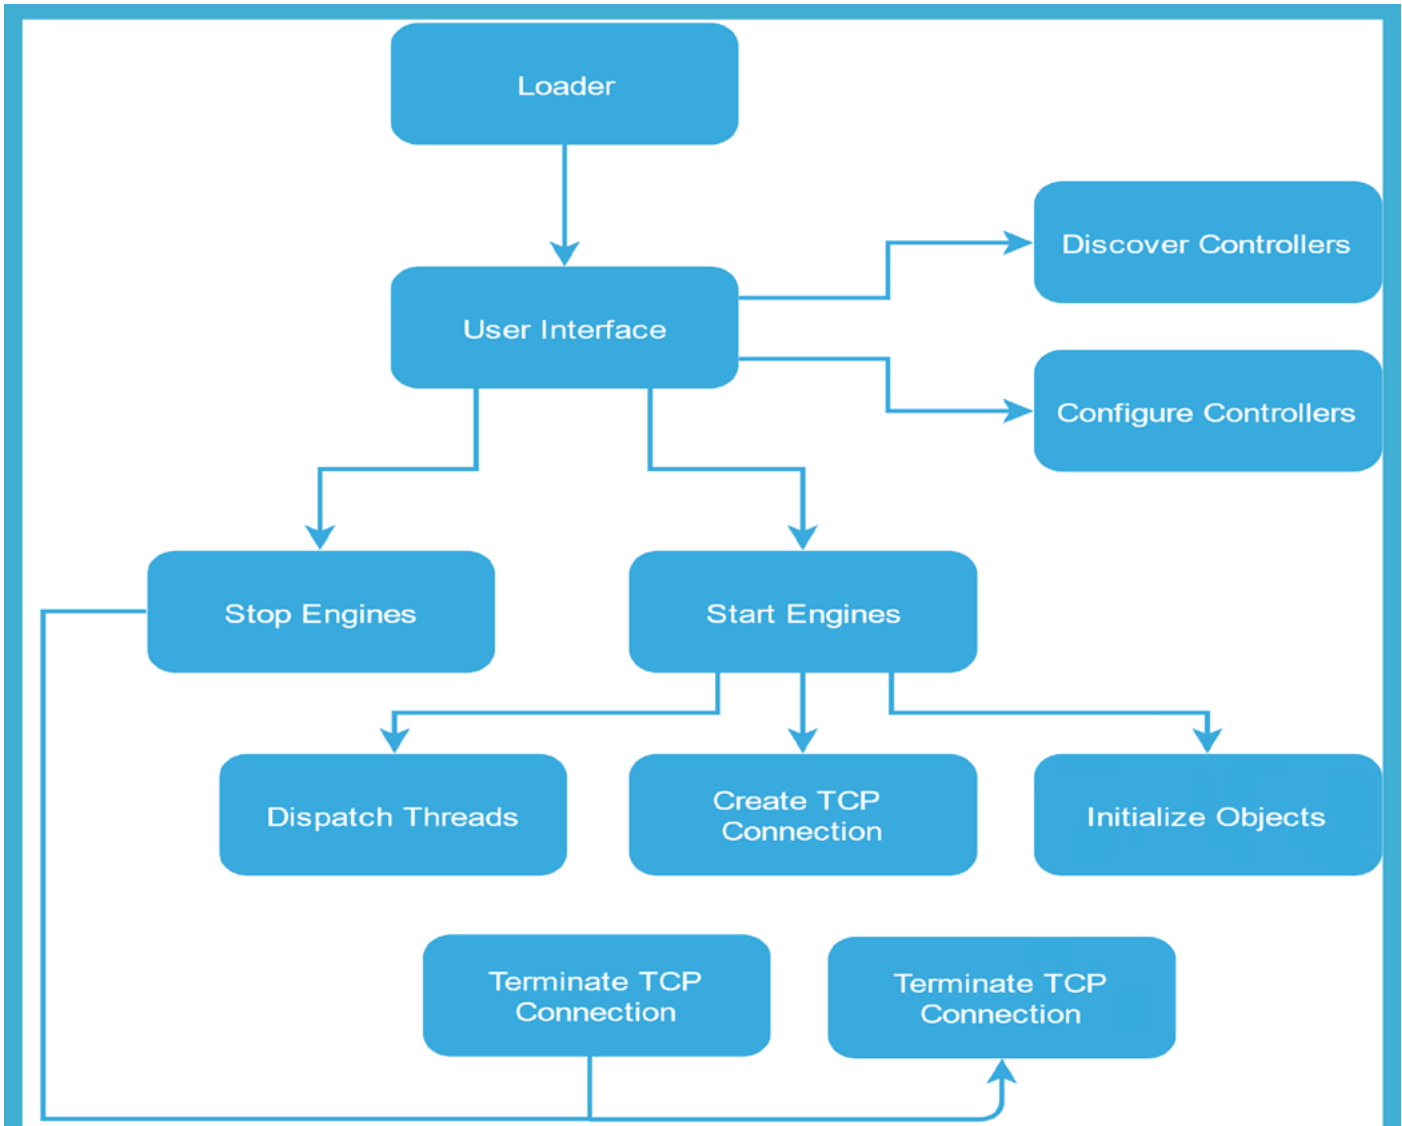 Loader
Discover Controllers
User Interface
Configure Controllers
Stop Engines
Start Engines
Dispatch Threads
Create TCP
Connection
Initialize Objects
Terminate TCP
Connection
Terminate TCP
Connection